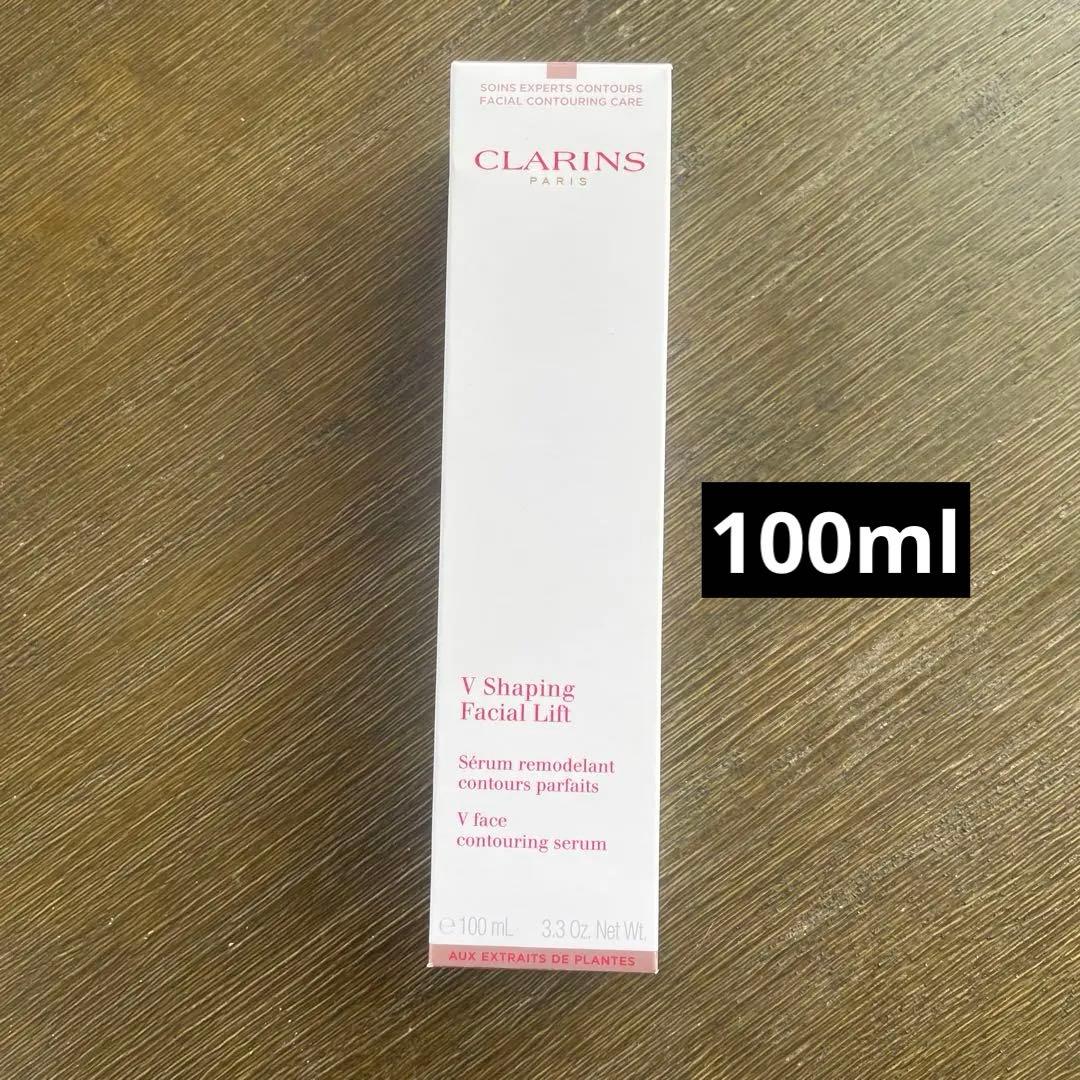 SOINS EXPERTS CONTOURS
FACIAL CONTOURING CARE
CLARINS
PARIS
100ml
V Shaping
Facial Lift
Sérum remodelant
contours parfaits
V face
contouring serum
℮ 100 mL 3.3 Oz. Net Wt.
AUX EXTRAITS DE PLANTES